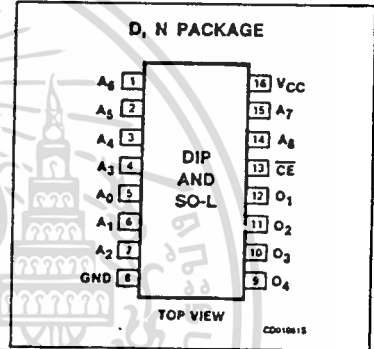 D, N PACKAGE
A6 1
16 VCC
A5 2
15 A7
A4 3
14 A8
A3 4
13 CE
A0 5
12 O1
A1 6
11 O2
A2 7
10 O3
GND 8
9 O4
DIP
AND
SO-L
TOP VIEW
CD01061S